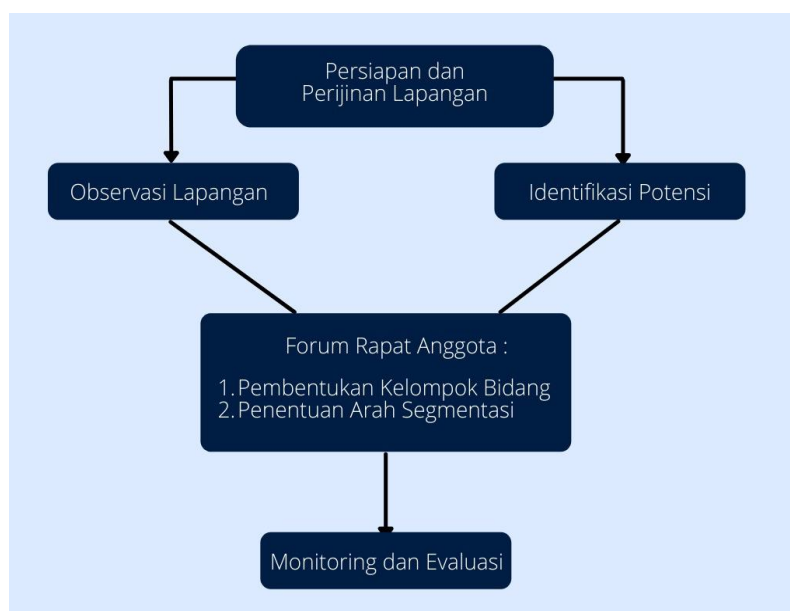 Persiapan dan
Perijinan Lapangan
Observasi Lapangan
Identifikasi Potensi
Forum Rapat Anggota :
1.Pembentukan Kelompok Bidang
2.Penentuan Arah Segmentasi
Monitoring dan Evaluasi